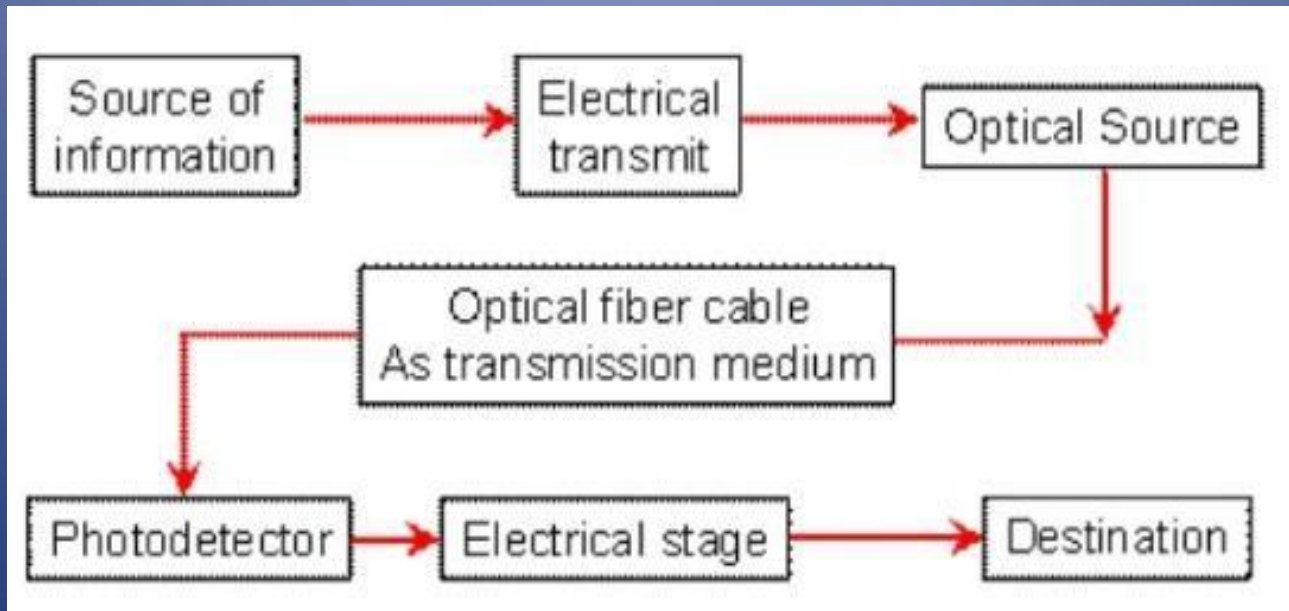 Source of
information
Electrical
transmit
Optical Source
Optical fiber cable
As transmission medium
Photodetector
Electrical stage
Destination